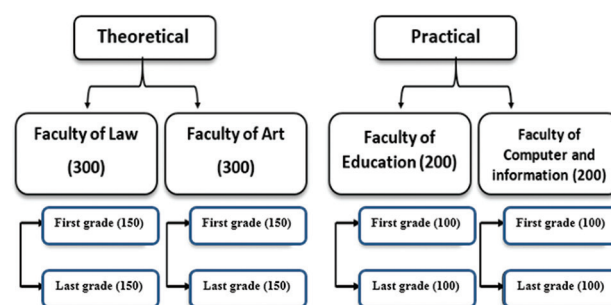 Theoretical
Practical
Faculty of Law
(300)
Faculty of Art
(300)
Faculty of
Education (200)
Faculty of
Computer and
information (200)
First grade (150)
First grade (150)
First grade (100)
First grade (100)
Last grade (150)
Last grade (150)
Last grade (100)
Last grade (100)